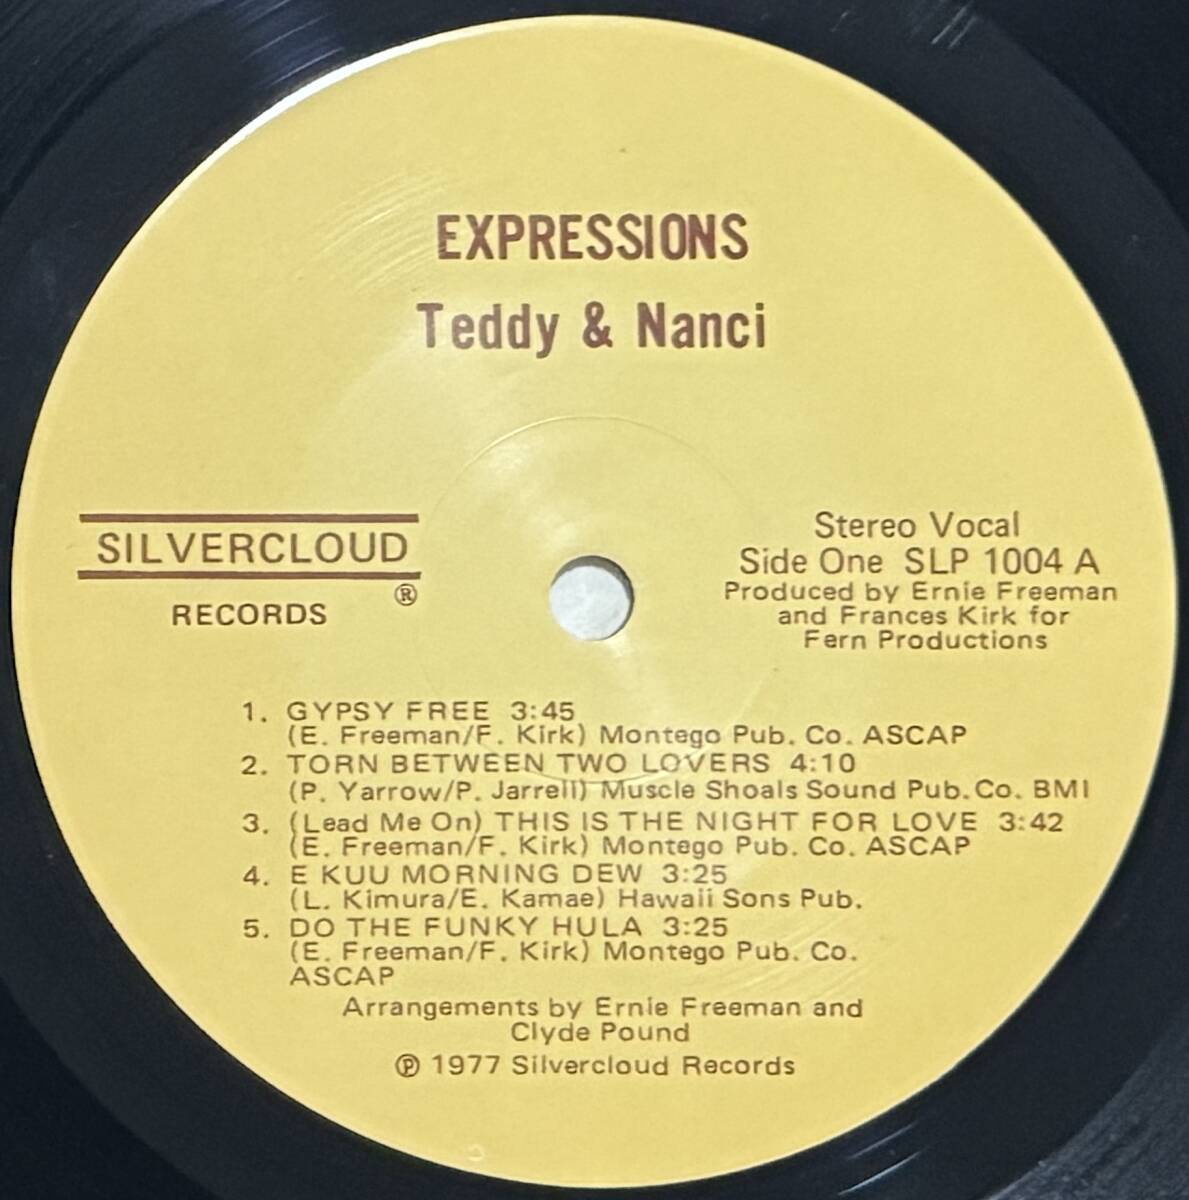 EXPRESSIONS
Teddy & Nanci
SILVERCLOUD
®
RECORDS
Stereo Vocal
Side One SLP 1004 A
Produced by Ernie Freeman
and Frances Kirk for
Fern Productions
1. GYPSY FREE 3:45
(E. Freeman/F. Kirk) Montego Pub. Co. ASCAP
2. TORN BETWEEN TWO LOVERS 4:10
(P. Yarrow/P. Jarrell) Muscle Shoals Sound Pub. Co. BMI
3. (Lead Me On) THIS IS THE NIGHT FOR LOVE 3:42
(E. Freeman/F. Kirk) Montego Pub. Co. ASCAP
4. E KUU MORNING DEW 3:25
(L. Kimura/E. Kamae) Hawaii Sons Pub.
5. DO THE FUNKY HULA 3:25
(E. Freeman/F. Kirk) Montego Pub. Co.
ASCAP
Arrangements by Ernie Freeman and
Clyde Pound
℗ 1977 Silvercloud Records